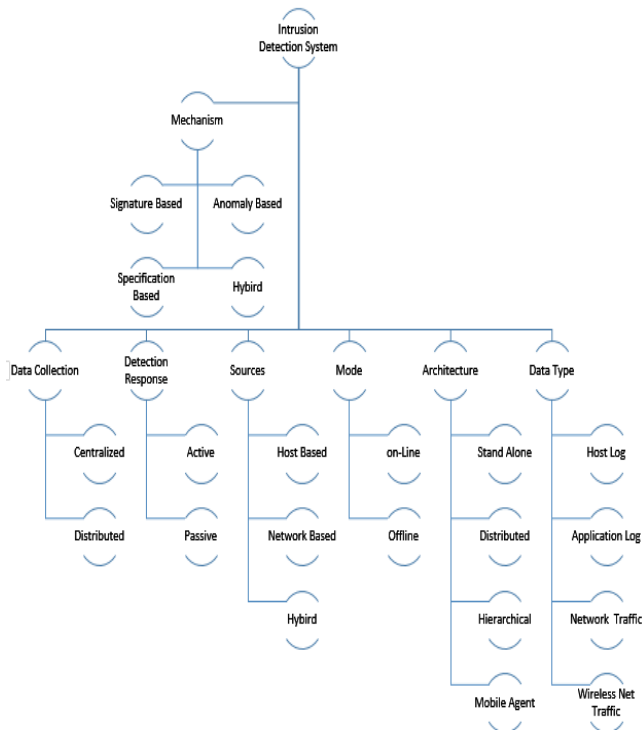 Intrusion
Detection System
Mechanism
Signature Based
Anomaly Based
Specification
Based
Hybird
Data Collection
Detection
Response
Sources
Mode
Architecture
Data Type
Centralized
Active
Host Based
on-Line
Stand Alone
Host Log
Distributed
Passive
Network Based
Offline
Distributed
Application Log
Hybird
Hierarchical
Network Traffic
Mobile Agent
Wireless Net
Traffic